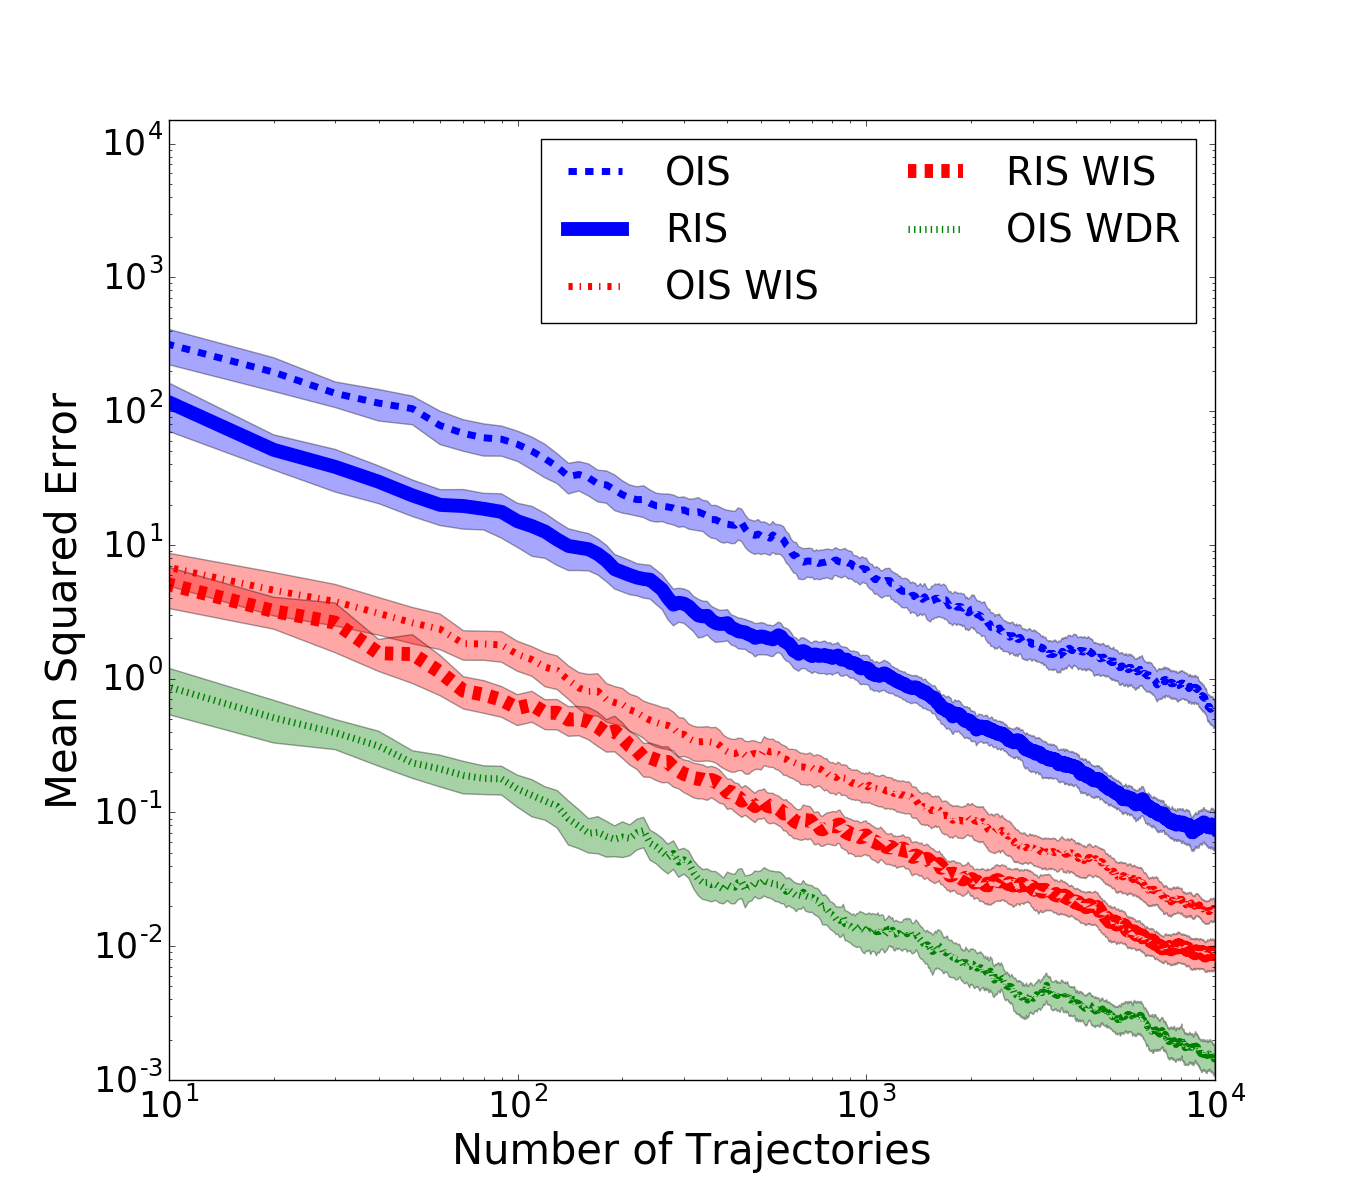 10^4
10^3
10^2
10^1
10^0
10^-1
10^-2
10^-3
Mean Squared Error
OIS
RIS
OIS WIS
RIS WIS
OIS WDR
10^1 10^2 10^3 10^4
Number of Trajectories